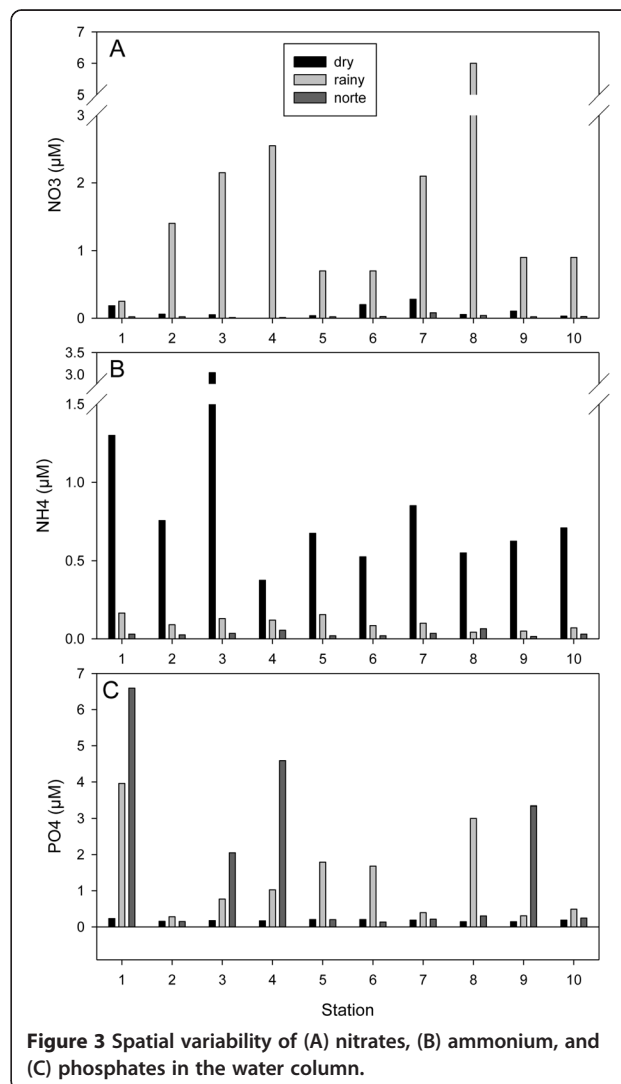 A
dry
rainy
norte
7
6
5
3
2
1
0
NO3 (µM)
1 2 3 4 5 6 7 8 9 10
B
3.5
3.0
1.5
1.0
0.5
0.0
NH4 (µM)
1 2 3 4 5 6 7 8 9 10
C
7
6
5
4
3
2
1
0
PO4 (µM)
1 2 3 4 5 6 7 8 9 10
Station
Figure 3 Spatial variability of (A) nitrates, (B) ammonium, and
(C) phosphates in the water column.